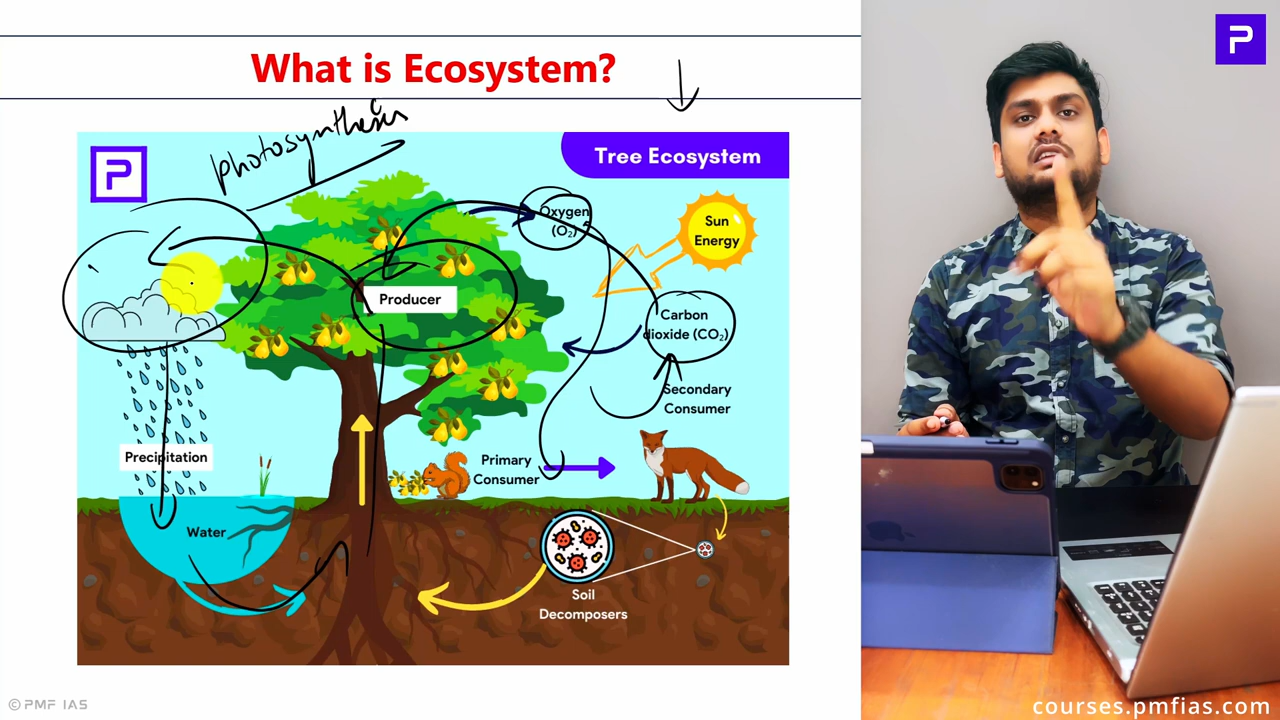 What is Ecosystem?
photosynthesis
P
Tree Ecosystem
P
Oxygen
(O₂)
Sun
Energy
Producer
Carbon
dioxide (CO₂)
Secondary
Consumer
Precipitation
Primary
Consumer
Water
Soil
Decomposers
© PMF IAS
courses.pmfias.com